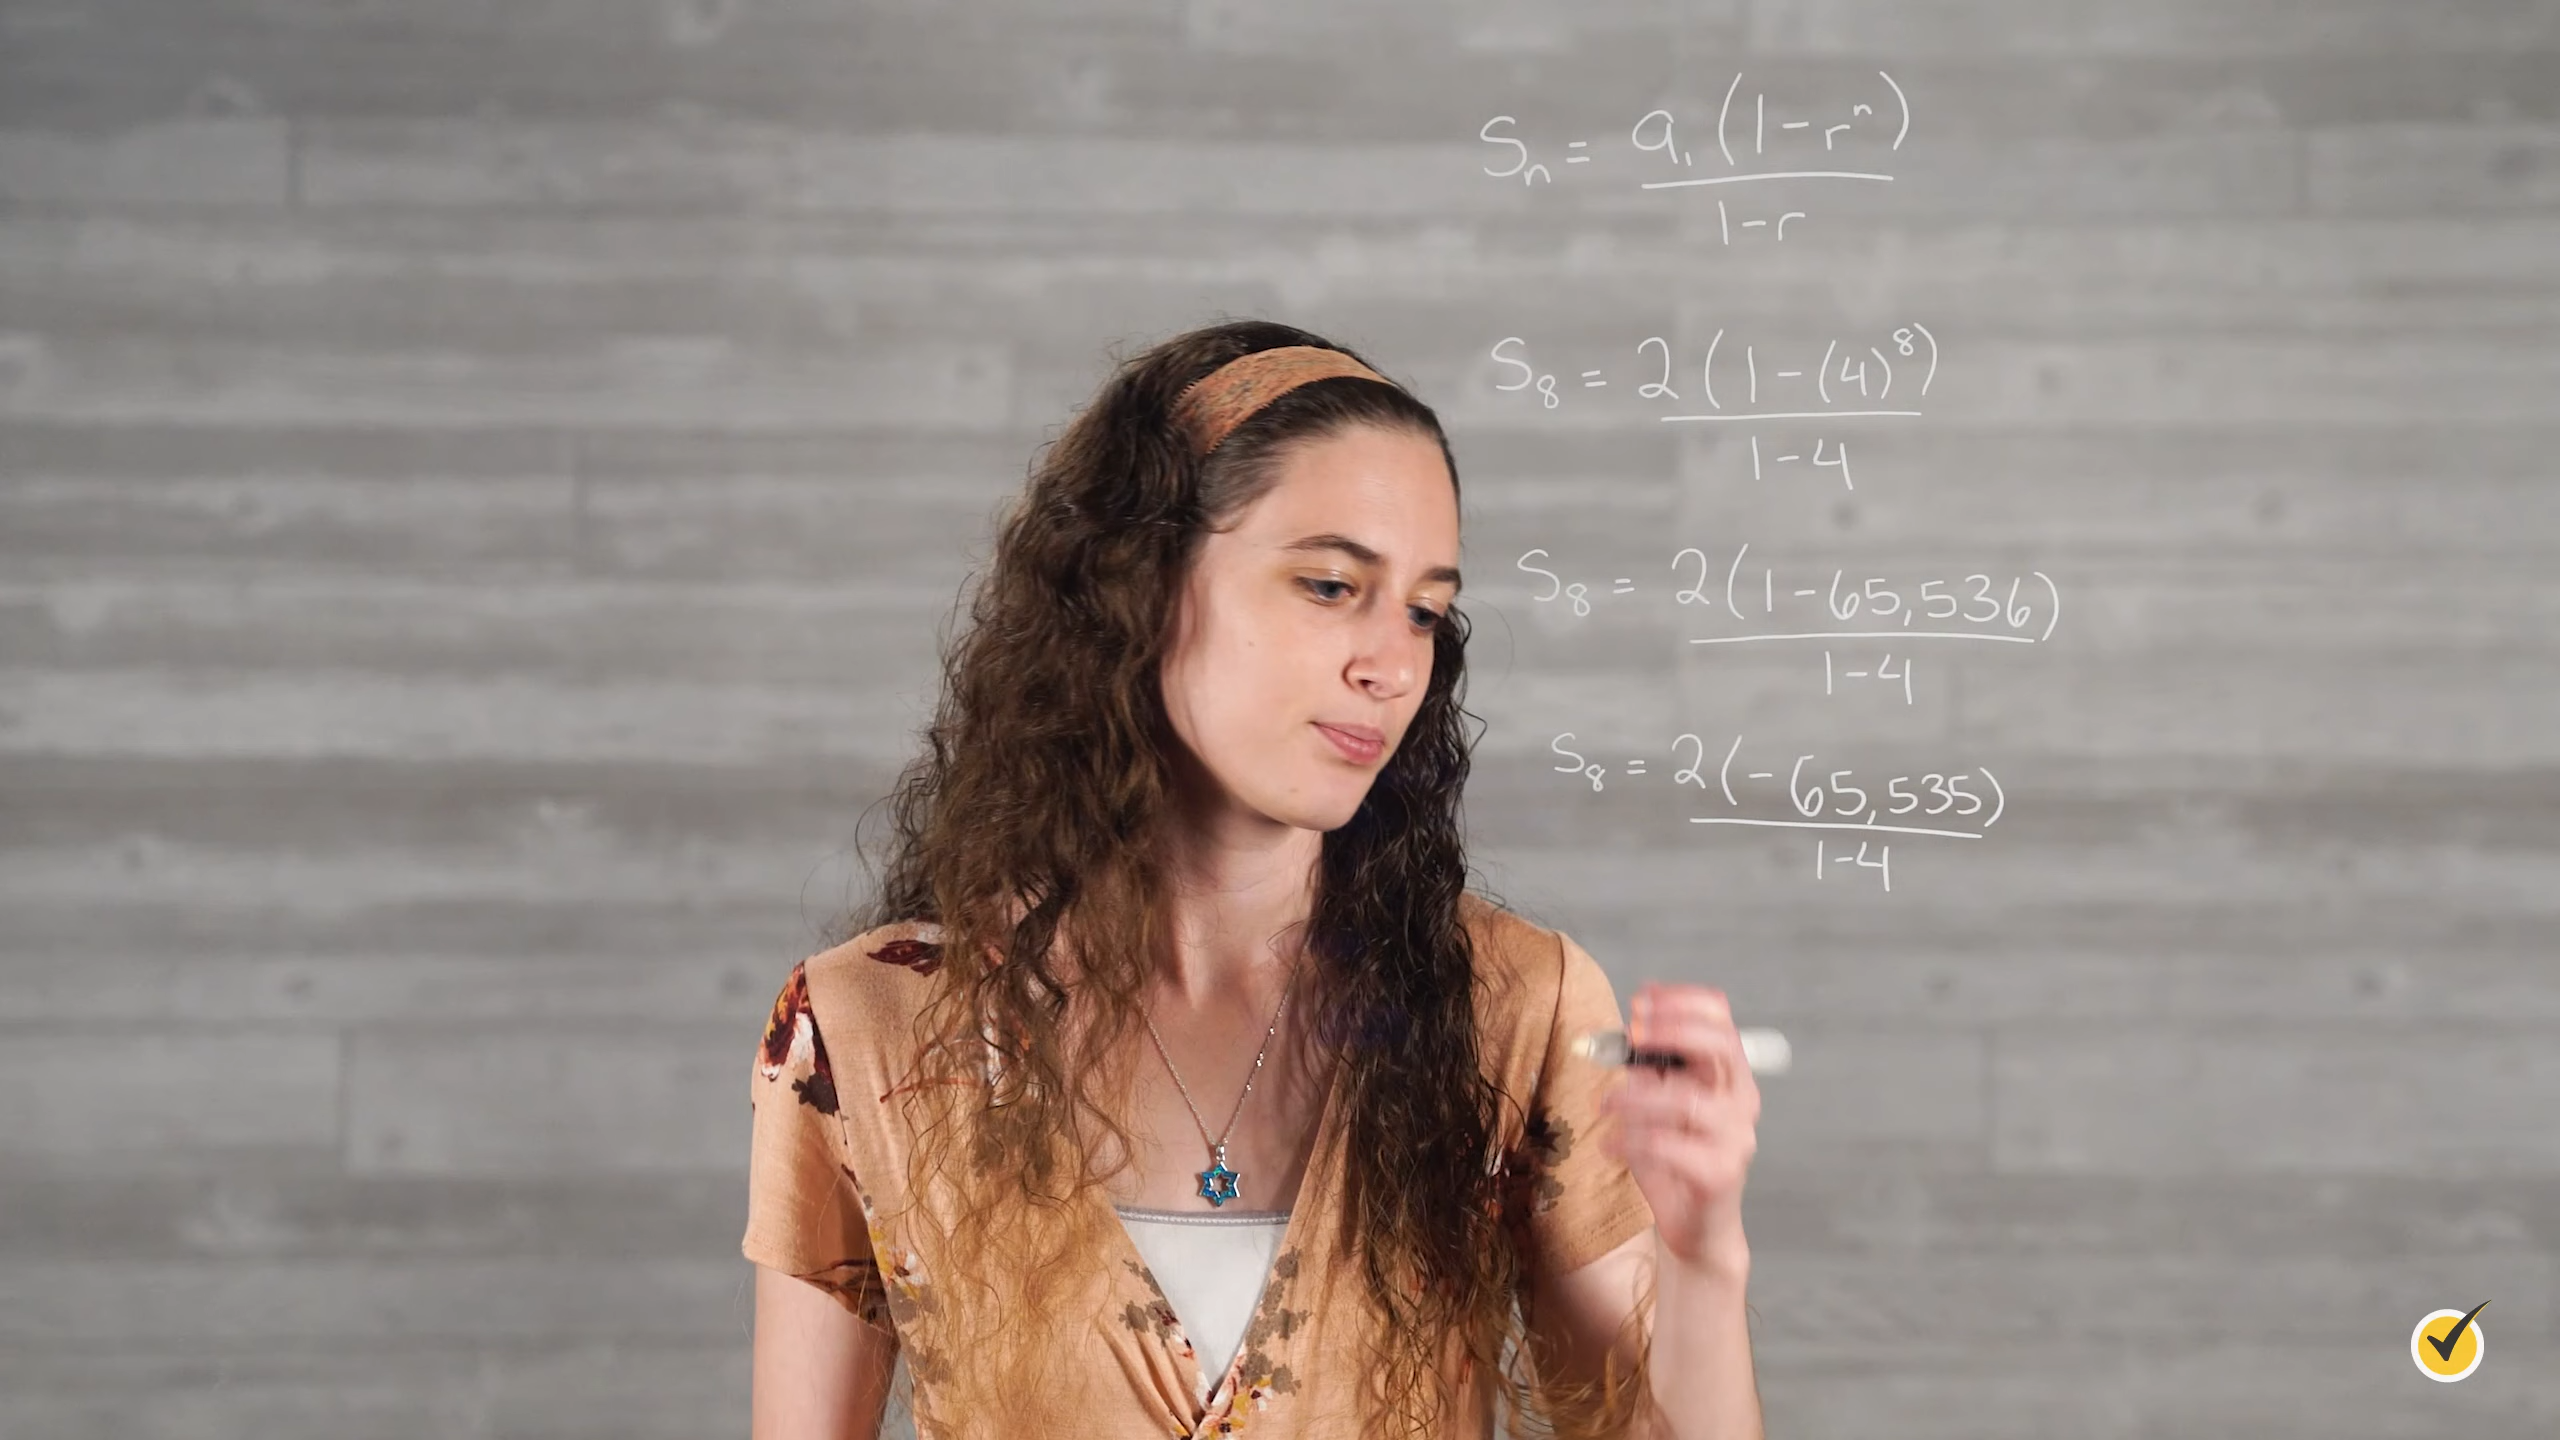 Sₙ = a₁(1-rⁿ) / 1-r
S₈ = 2(1-(4)⁸) / 1-4
S₈ = 2(1-65,536) / 1-4
S₈ = 2(-65,535) / 1-4